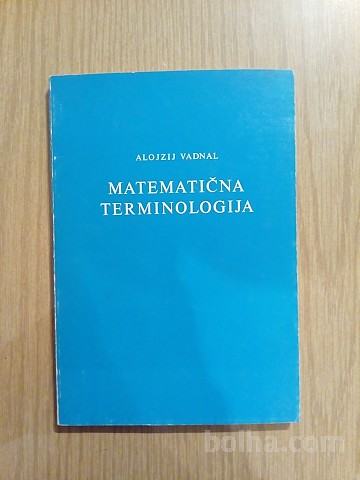 ALOJZIJ VADNAL
MATEMATIČNA
TERMINOLOGIJA
bolha.com